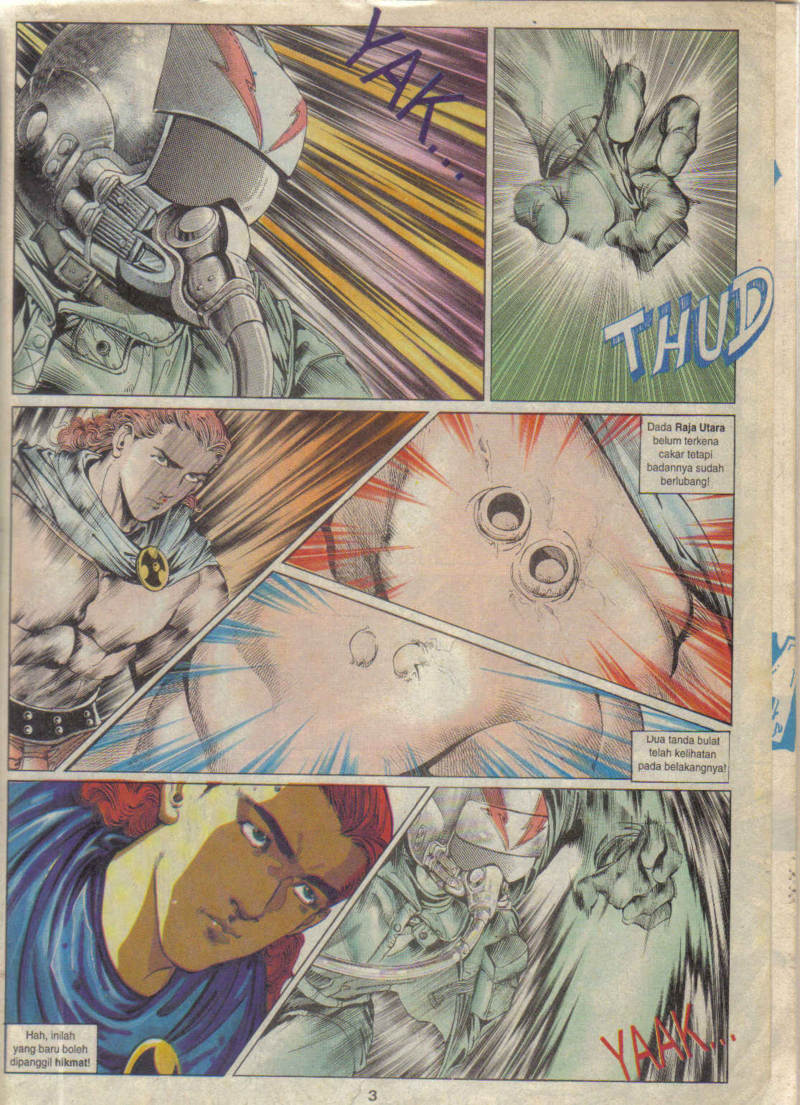 YAK...
THUD
Dada Raja Utara
belum terkena
cakar tetapi
badannya sudah
berlubang!
Dua tanda bulat
telah kelihatan
pada belakangnya!
Hah, inilah
yang baru boleh
dipanggil hikmat!
YAAK...
3